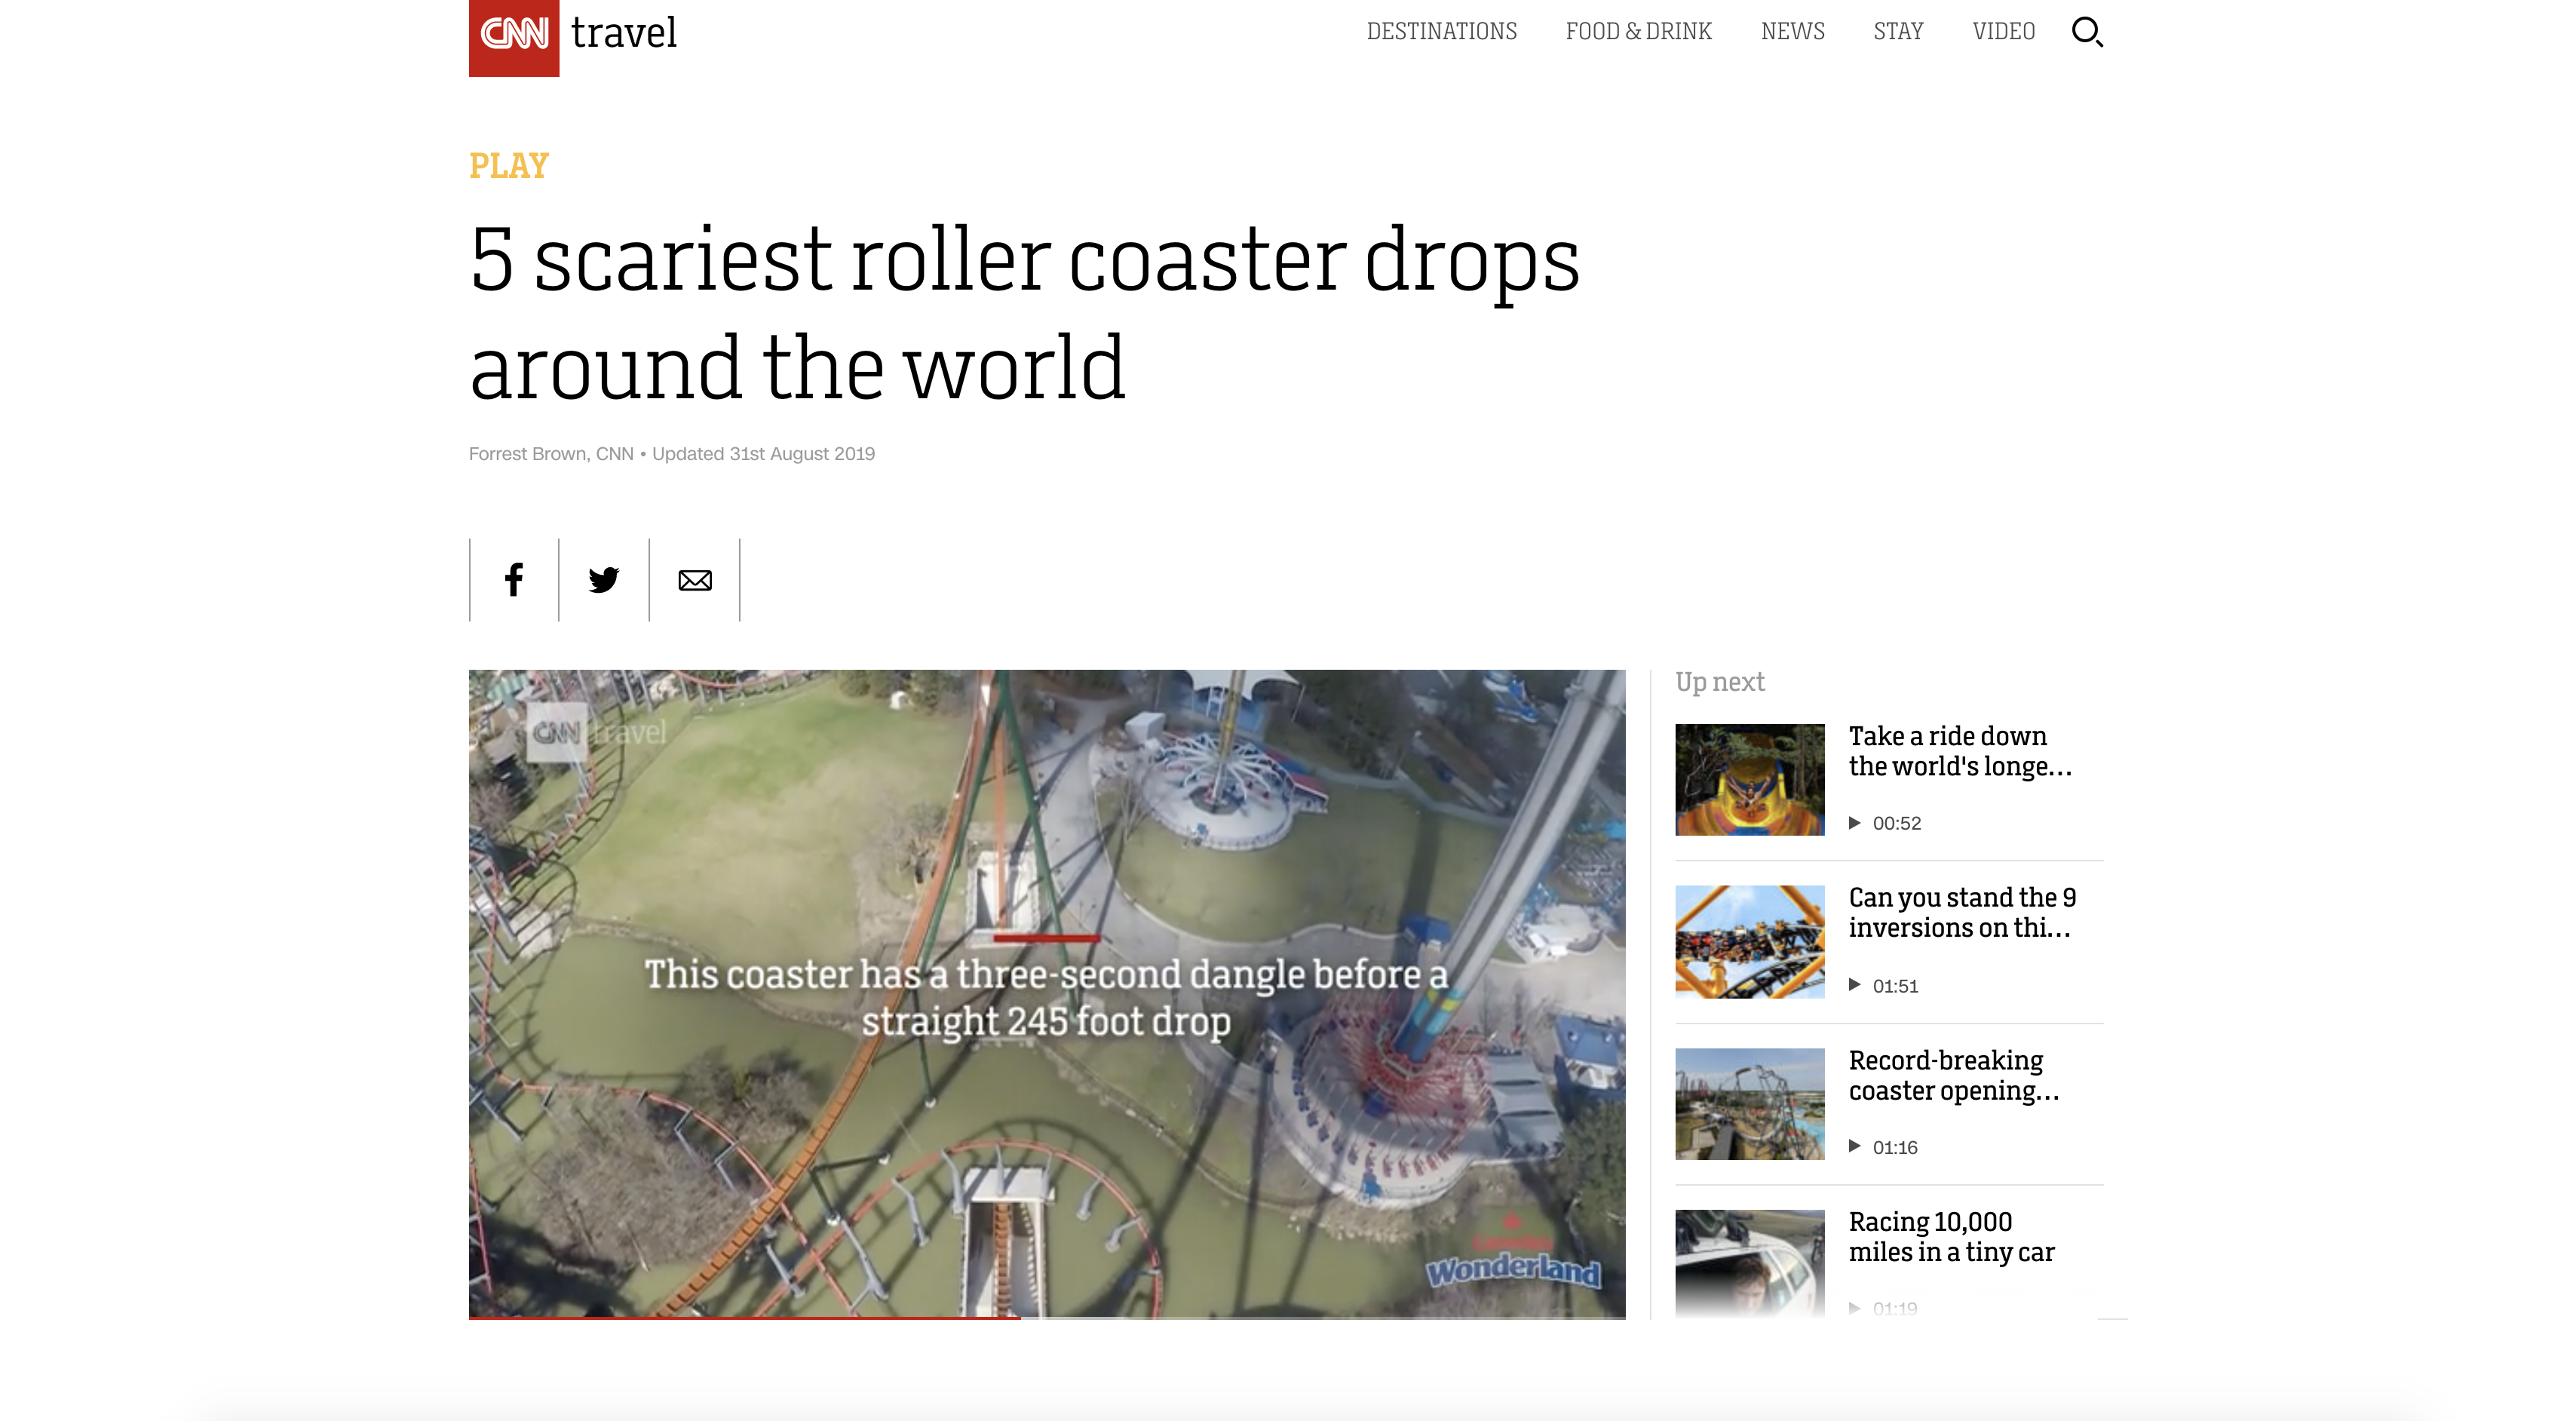 CNN travel
DESTINATIONS FOOD & DRINK NEWS STAY VIDEO
PLAY
5 scariest roller coaster drops
around the world
Forrest Brown, CNN • Updated 31st August 2019
CNN travel
This coaster has a three-second dangle before a
straight 245 foot drop
Wonderland
Up next
Take a ride down
the world's longe...
00:52
Can you stand the 9
inversions on thi...
01:51
Record-breaking
coaster opening...
01:16
Racing 10,000
miles in a tiny car
01:19